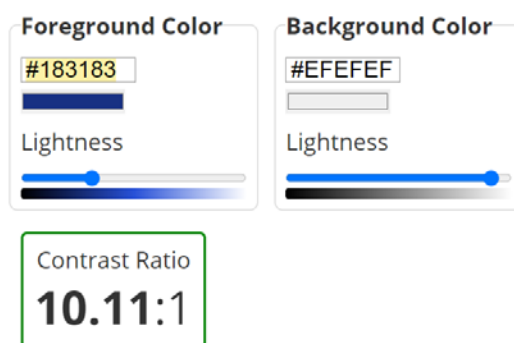 Foreground Color
#183183
Lightness
Background Color
#EFEFEF
Lightness
Contrast Ratio
10.11:1